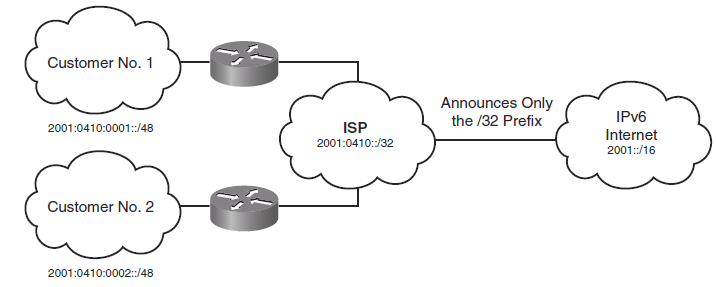 Customer No. 1
2001:0410:0001::/48
Customer No. 2
2001:0410:0002::/48
ISP
2001:0410::/32
Announces Only
the /32 Prefix
IPv6
Internet
2001::/16